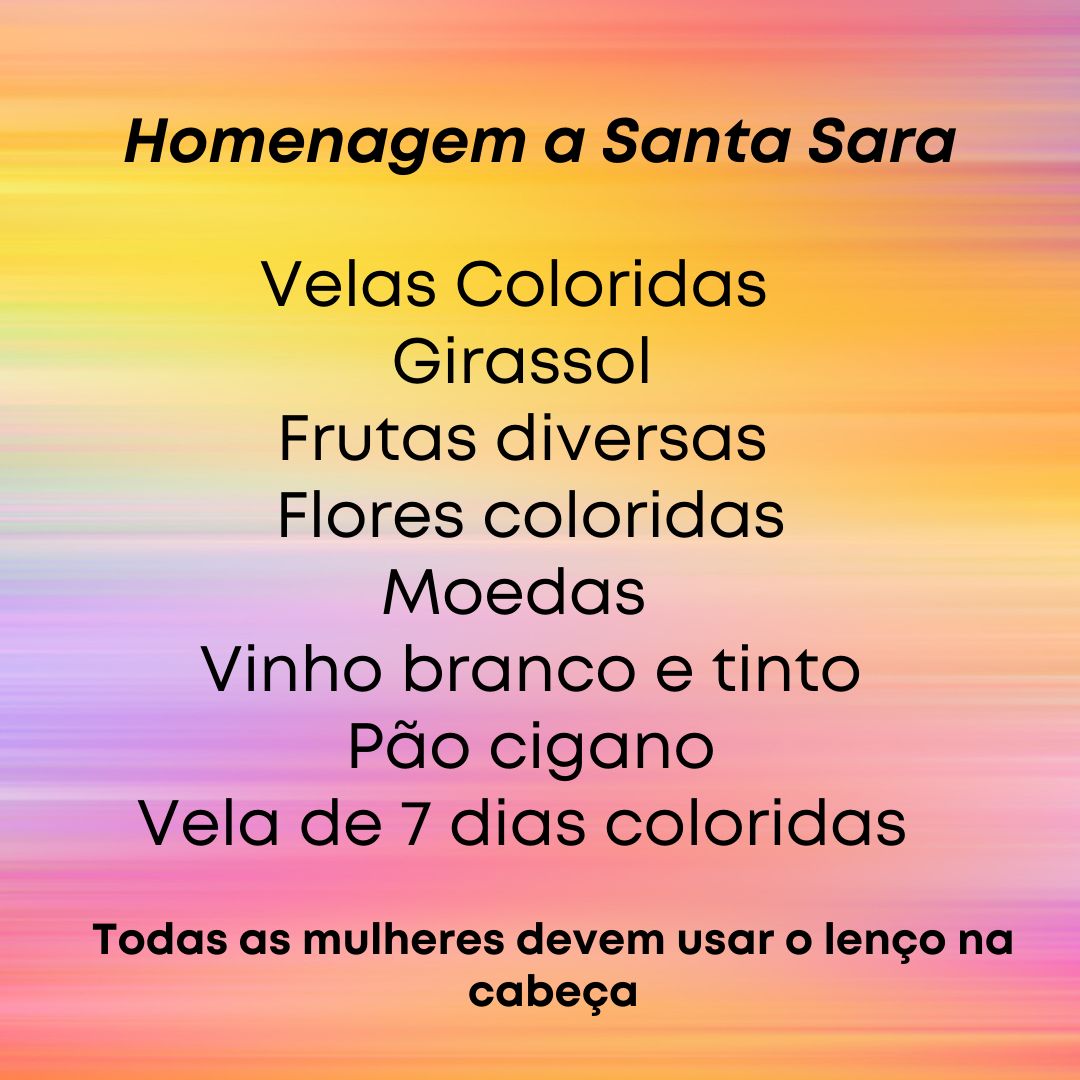 Homenagem a Santa Sara
Velas Coloridas
Girassol
Frutas diversas
Flores coloridas
Moedas
Vinho branco e tinto
Pão cigano
Vela de 7 dias coloridas
Todas as mulheres devem usar o lenço na
cabeça